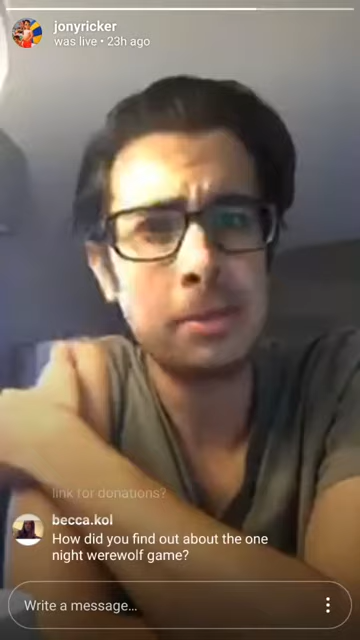 jonyricker
was live • 23h ago
link for donations?
becca.kol
How did you find out about the one
night werewolf game?
Write a message...